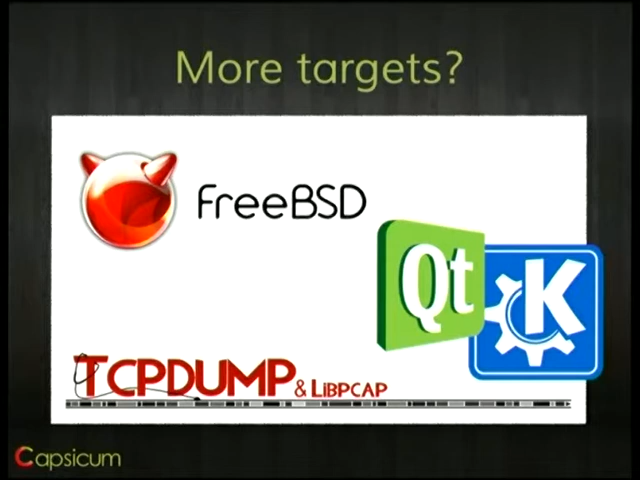 More targets?
FreeBSD
Qt
K
TCPDUMP & LiBPCAP
Capsicum